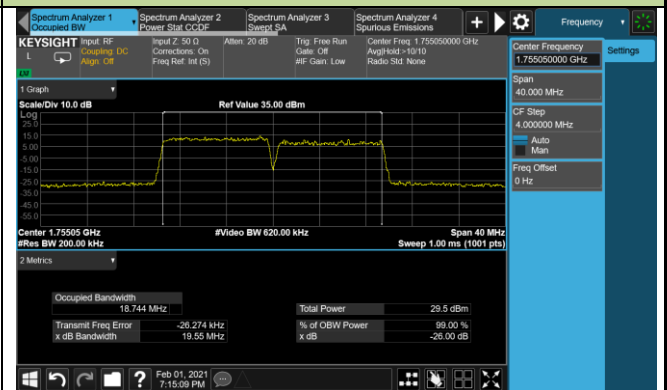 Spectrum Analyzer 1
Occupied BW
Spectrum Analyzer 2
Power Stat CCDF
Spectrum Analyzer 3
Swept SA
Spectrum Analyzer 4
Spurious Emissions
Frequency
KEYSIGHT
L
Input: RF
Coupling: DC
Align: Off
Input Z: 50 Ω
Corrections: On
Freq Ref: Int (S)
Atten: 20 dB
Trig: Free Run
Gate: Off
#IF Gain: Low
Center Freq: 1.755050000 GHz
Avg|Hold:>10/10
Radio Std: None
Center Frequency
1.755050000 GHz
Settings
Span
40.000 MHz
CF Step
4.000000 MHz
Auto
Man
Freq Offset
0 Hz
1 Graph
Scale/Div 10.0 dB
Ref Value 35.00 dBm
Log
25.0
15.0
5.00
-5.00
-15.0
-25.0
-35.0
-45.0
-55.0
Center 1.75505 GHz
#Video BW 620.00 kHz
Span 40 MHz
#Res BW 200.00 kHz
Sweep 1.00 ms (1001 pts)
2 Metrics
Occupied Bandwidth
18.744 MHz
Total Power
29.5 dBm
Transmit Freq Error
-26.274 kHz
% of OBW Power
99.00 %
x dB Bandwidth
19.55 MHz
x dB
-26.00 dB
?
Feb 01, 2021
7:15:09 PM